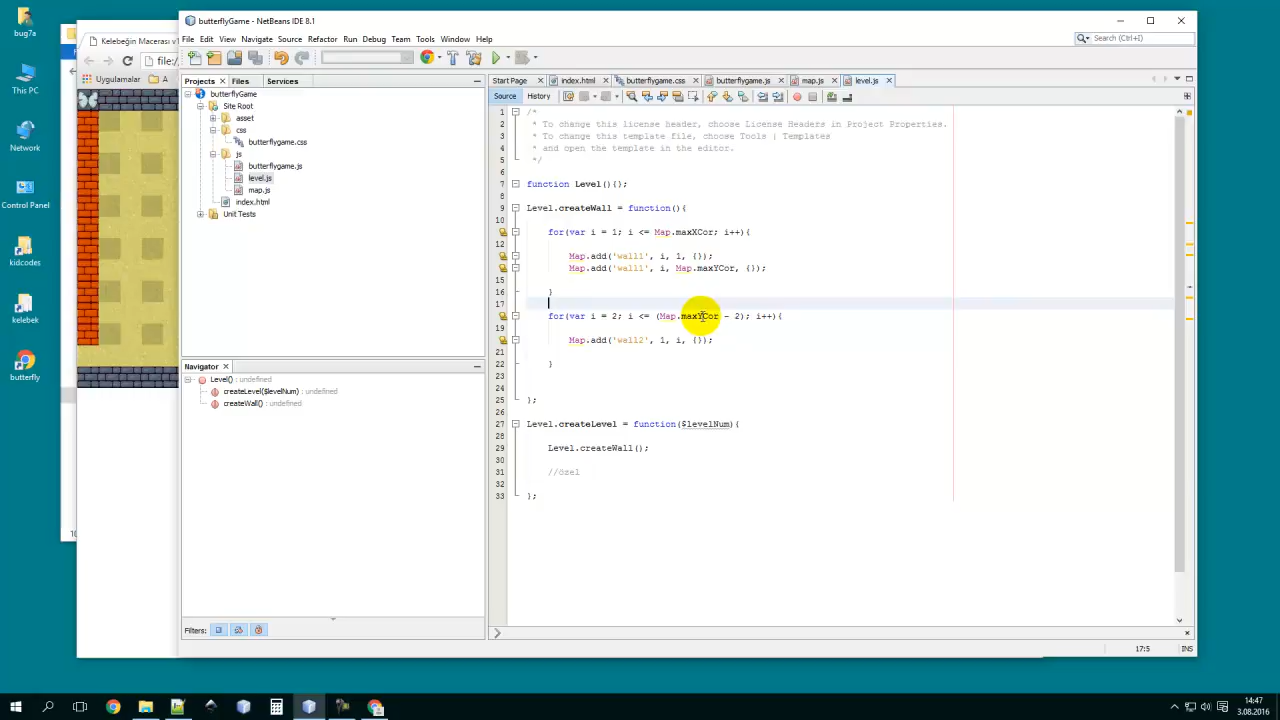 bug7a
This PC
Network
Control Panel
kidcodes
kelebek
butterfly
Kelebeğin Macerası v1
file:/
Uygulamalar
A
butterflyGame - NetBeans IDE 8.1
File Edit View Navigate Source Refactor Run Debug Team Tools Window Help
Search (Ctrl+I)
Projects Files Services
butterflyGame
Site Root
asset
css
butterflygame.css
js
butterflygame.js
level.js
map.js
index.html
Unit Tests
Navigator
Level() : undefined
createLevel($levelNum) : undefined
createWall() : undefined
Filters:
Start Page index.html butterflygame.css butterflygame.js map.js level.js
Source History
1 /*
2 * To change this license header, choose License Headers in Project Properties.
3 * To change this template file, choose Tools | Templates
4 * and open the template in the editor.
5 */
6
7 function Level(){};
8
9 Level.createWall = function(){
10
for(var i = 1; i <= Map.maxXCor; i++){
12
Map.add('wall1', i, 1, {});
Map.add('wall1', i, Map.maxYCor, {});
15
16 }
17
for(var i = 2; i <= (Map.maxYCor - 2); i++){
19
Map.add('wall2', 1, i, {});
21
22 }
23
24
25 };
26
27 Level.createLevel = function($levelNum){
28
29 Level.createWall();
30
31 //özel
32
33 };
17:5 INS
14:47
3.08.2016